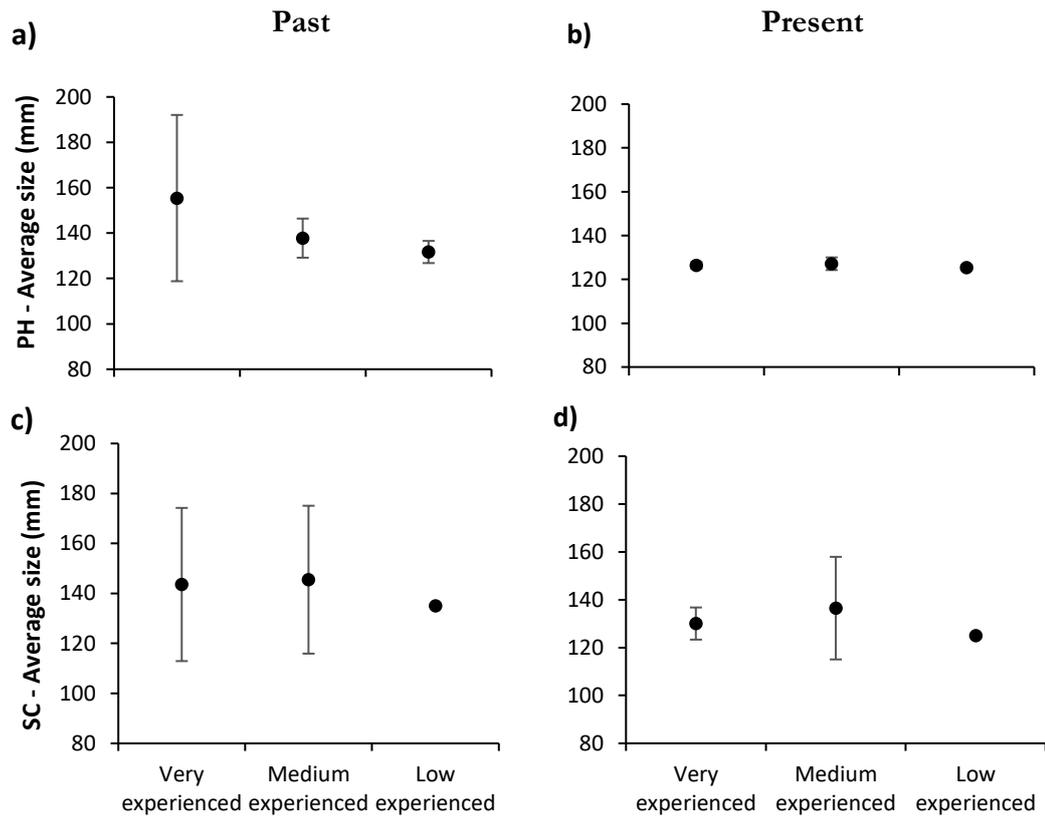 Past
Present
a)
b)
PH - Average size (mm)
200
180
160
140
120
100
80
200
180
160
140
120
100
80
c)
d)
SC - Average size (mm)
200
180
160
140
120
100
80
200
180
160
140
120
100
80
Very
experienced
Medium
experienced
Low
experienced
Very
experienced
Medium
experienced
Low
experienced